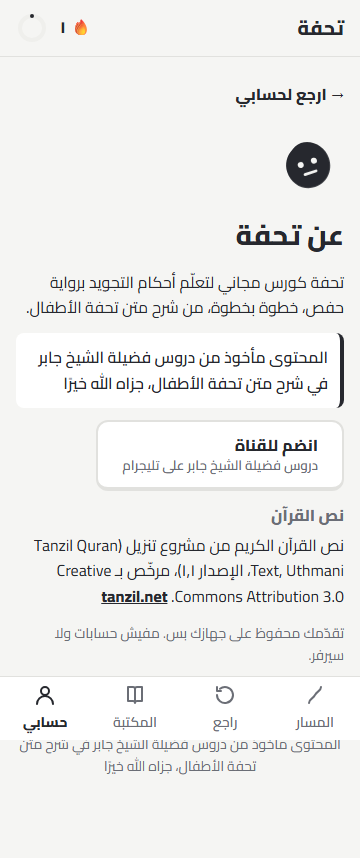 تحفة
١
→ ارجع لحسابي
عن تحفة
تحفة كورس مجاني لتعلّم أحكام التجويد برواية
حفص، خطوة بخطوة، من شرح متن تحفة الأطفال.
المحتوى مأخوذ من دروس فضيلة الشيخ جابر
في شرح متن تحفة الأطفال، جزاه الله خيرًا
انضم للقناة
دروس فضيلة الشيخ جابر على تليجرام
نص القرآن
نص القرآن الكريم من مشروع تنزيل (Tanzil Quran
Text, Uthmani، الإصدار ١٫١)، مرخّص بـ Creative
Commons Attribution 3.0. tanzil.net
تقدّمك محفوظ على جهازك بس. مفيش حسابات ولا
سيرفر.
المسار
راجع
المكتبة
حسابي
المحتوى مأخوذ من دروس فضيلة الشيخ جابر في شرح متن
تحفة الأطفال، جزاه الله خيرًا